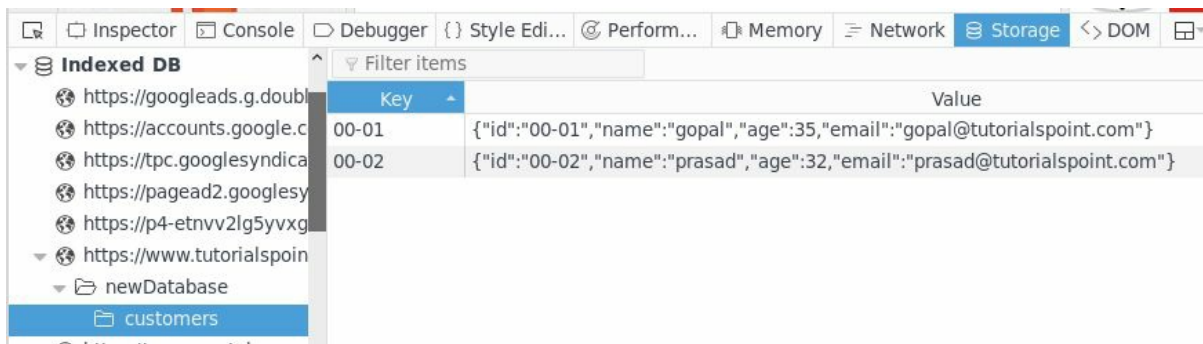 Inspector Console Debugger {} Style Edi... Perform... Memory Network Storage <> DOM
Indexed DB
Filter items
https://googleads.g.doubl
Key Value
https://accounts.google.c
00-01 {"id":"00-01","name":"gopal","age":35,"email":"gopal@tutorialspoint.com"}
https://tpc.googlesyndica
00-02 {"id":"00-02","name":"prasad","age":32,"email":"prasad@tutorialspoint.com"}
https://pagead2.googlesy
https://p4-etnvv2lg5yvxg
https://www.tutorialspoin
newDatabase
customers